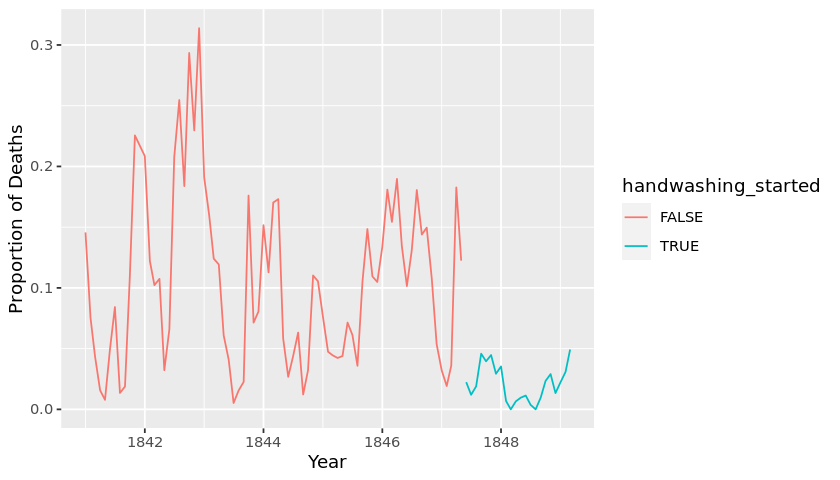 0.3
0.2
0.1
0.0
Proportion of Deaths
1842 1844 1846 1848
Year
handwashing_started
FALSE
TRUE